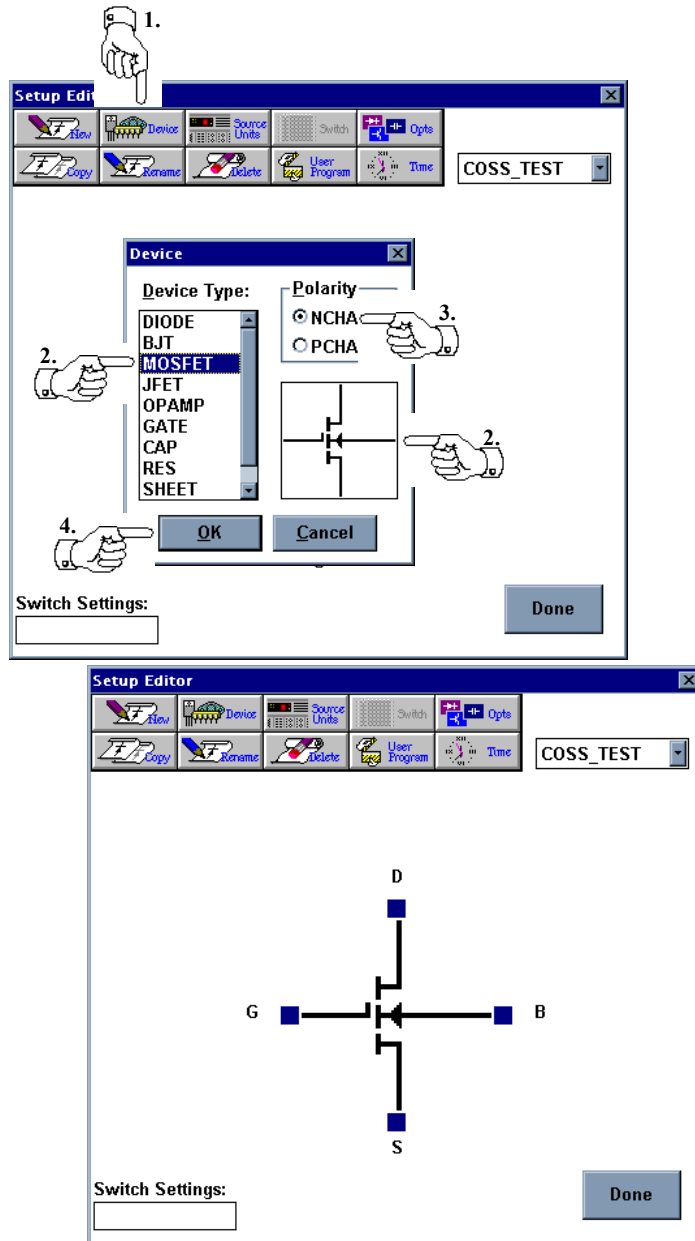 1.
Setup Edit
New Device Source Units Switch Opts
Copy Rename Delete User Program Time
COSS_TEST
Device
Device Type:
Polarity
DIODE
BJT
MOSFET
JFET
OPAMP
GATE
CAP
RES
SHEET
NCHA
PCHA
2.
3.
2.
4.
OK
Cancel
Switch Settings:
Done
Setup Editor
New Device Source Units Switch Opts
Copy Rename Delete User Program Time
COSS_TEST
D
G
B
S
Switch Settings:
Done